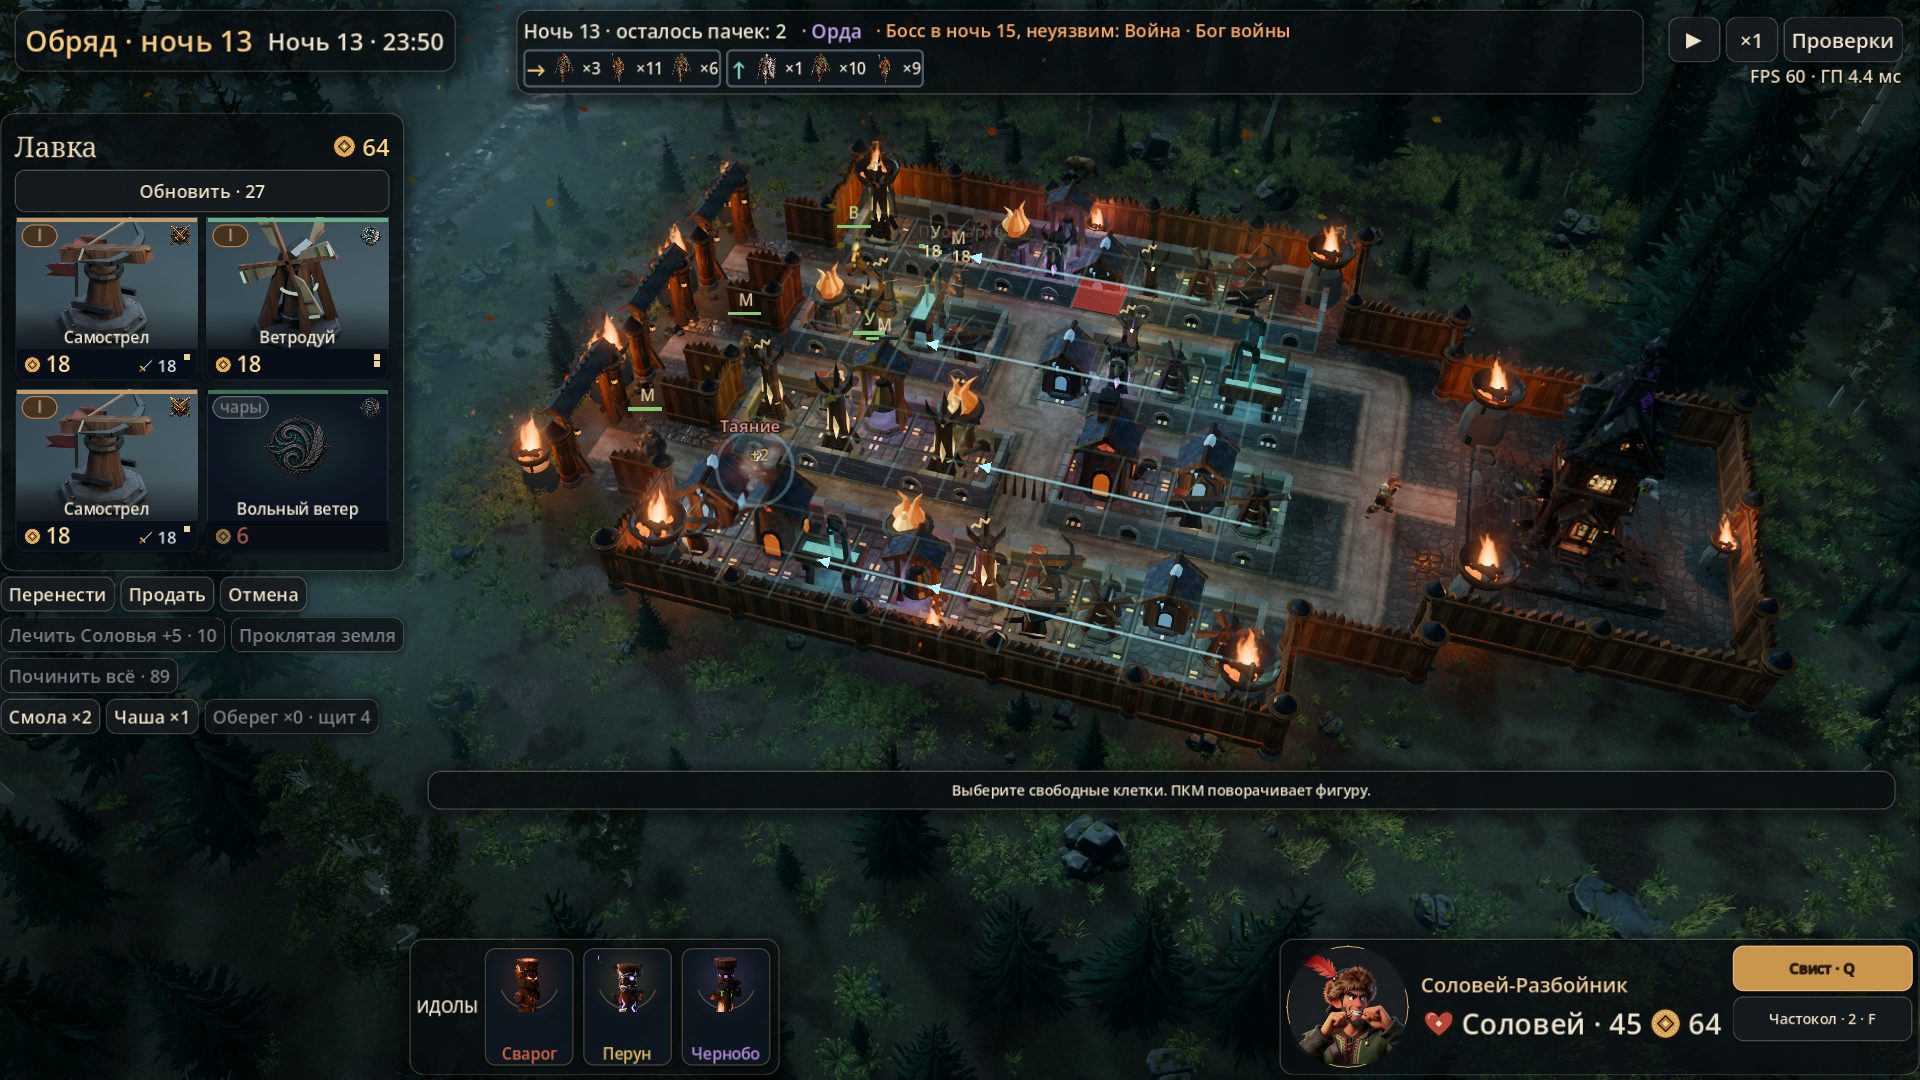 Обряд · ночь 13 Ночь 13 · 23:50
Ночь 13 · осталось пачек: 2 · Орда · Босс в ночь 15, неуязвим: Война · Бог войны
×3 ×11 ×6 ×1 ×10 ×9
×1 Проверки
FPS 60 · ГП 4.4 мс
Лавка 64
Обновить · 27
I I
Самострел Ветродуй
18 18 18
I чары
Самострел Вольный ветер
18 18 6
Перенести Продать Отмена
Лечить Соловья +5 · 10 Проклятая земля
Починить всё · 89
Смола ×2 Чаша ×1 Оберег ×0 · щит 4
В
У М
18 18
М
У М
М
Таяние
+2
Выберите свободные клетки. ПКМ поворачивает фигуру.
ИДОЛЫ
Сварог Перун Чернобо
Соловей-Разбойник
Соловей · 45 64
Свист · Q
Частокол · 2 · F